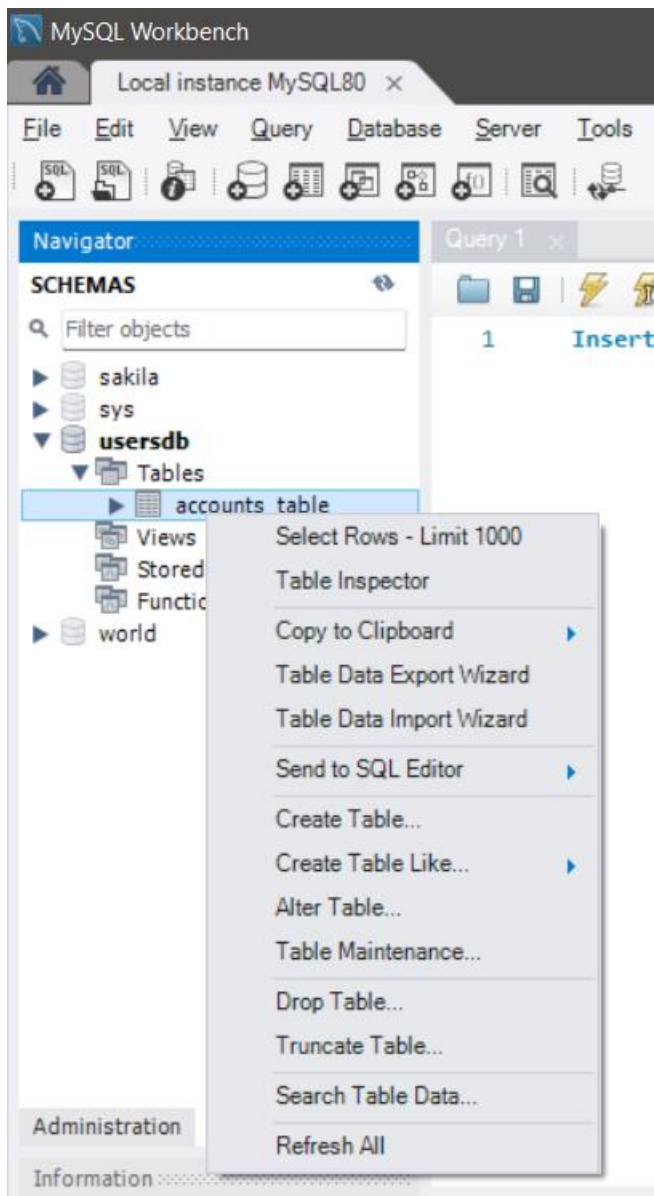 MySQL Workbench
Local instance MySQL80
File Edit View Query Database Server Tools
Navigator
Query 1
SCHEMAS
Filter objects
1 Insert
sakila
sys
usersdb
Tables
accounts_table
Views
Stored
world
Select Rows - Limit 1000
Table Inspector
Copy to Clipboard
Table Data Export Wizard
Table Data Import Wizard
Send to SQL Editor
Create Table...
Create Table Like...
Alter Table...
Table Maintenance...
Drop Table...
Truncate Table...
Search Table Data...
Refresh All
Administration
Information